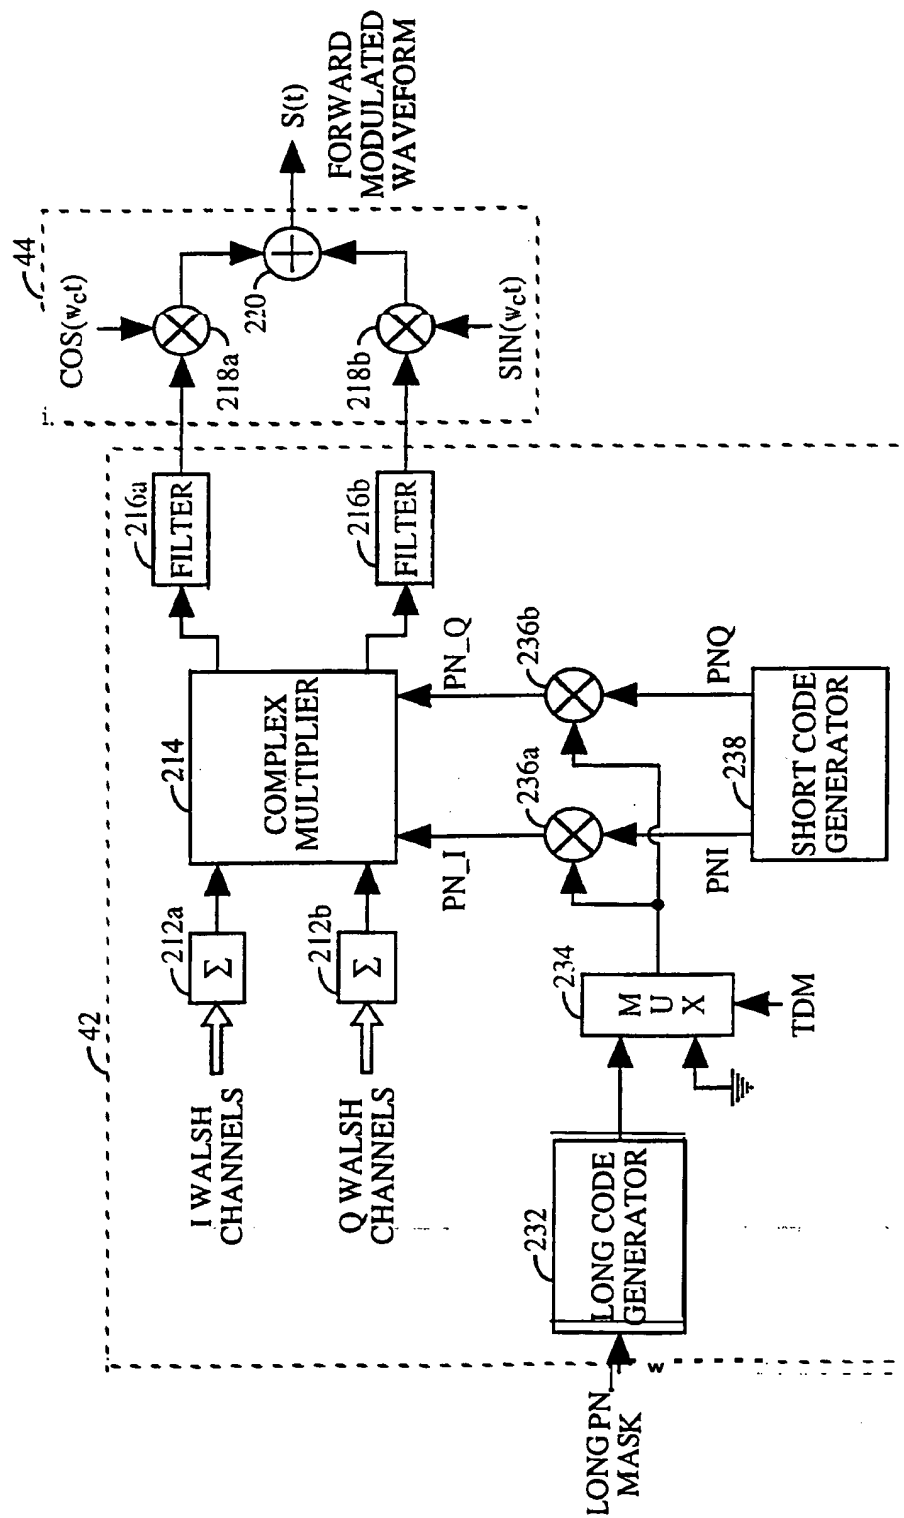 42
44
I WALSH
CHANNELS
212a
Σ
Q WALSH
CHANNELS
212b
Σ
214
COMPLEX
MULTIPLIER
216a
FILTER
216b
FILTER
COS(wct)
218a
218b
SIN(wct)
220
S(t)
FORWARD
MODULATED
WAVEFORM
PN_I
PN_Q
236a
236b
LONG PN
MASK
w
232
LONG CODE
GENERATOR
234
M
U
X
TDM
PNI
PNQ
238
SHORT CODE
GENERATOR